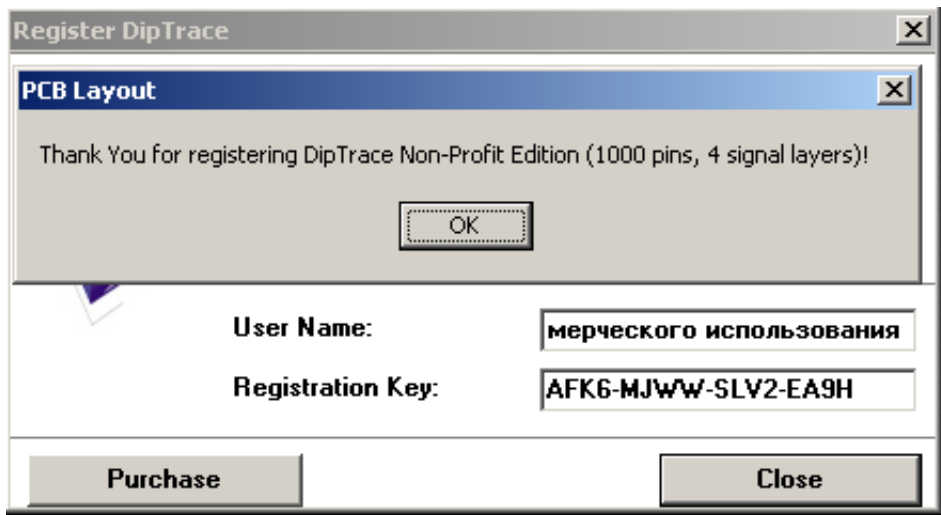 Register DipTrace
PCB Layout
Thank You for registering DipTrace Non-Profit Edition (1000 pins, 4 signal layers)!
OK
User Name: мерческого использования
Registration Key: AFK6-MJWW-SLV2-EA9H
Purchase Close